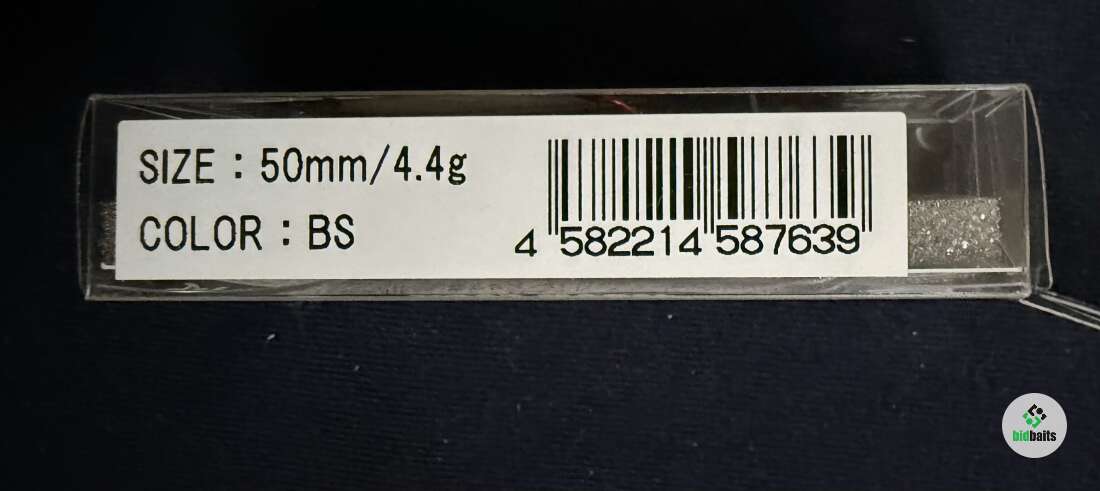 SIZE : 50mm/4.4g
COLOR : BS
4 582214 587639
bidbaits